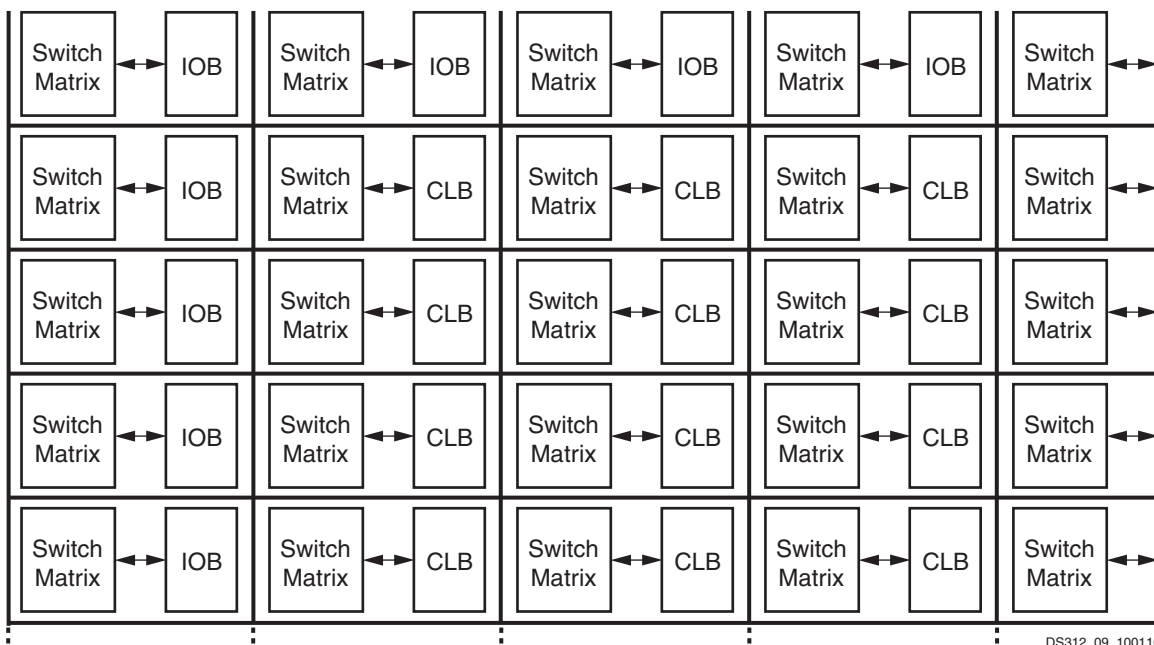 Switch
Matrix
IOB
Switch
Matrix
IOB
Switch
Matrix
IOB
Switch
Matrix
IOB
Switch
Matrix
Switch
Matrix
IOB
Switch
Matrix
CLB
Switch
Matrix
CLB
Switch
Matrix
CLB
Switch
Matrix
Switch
Matrix
IOB
Switch
Matrix
CLB
Switch
Matrix
CLB
Switch
Matrix
CLB
Switch
Matrix
Switch
Matrix
IOB
Switch
Matrix
CLB
Switch
Matrix
CLB
Switch
Matrix
CLB
Switch
Matrix
Switch
Matrix
IOB
Switch
Matrix
CLB
Switch
Matrix
CLB
Switch
Matrix
CLB
Switch
Matrix